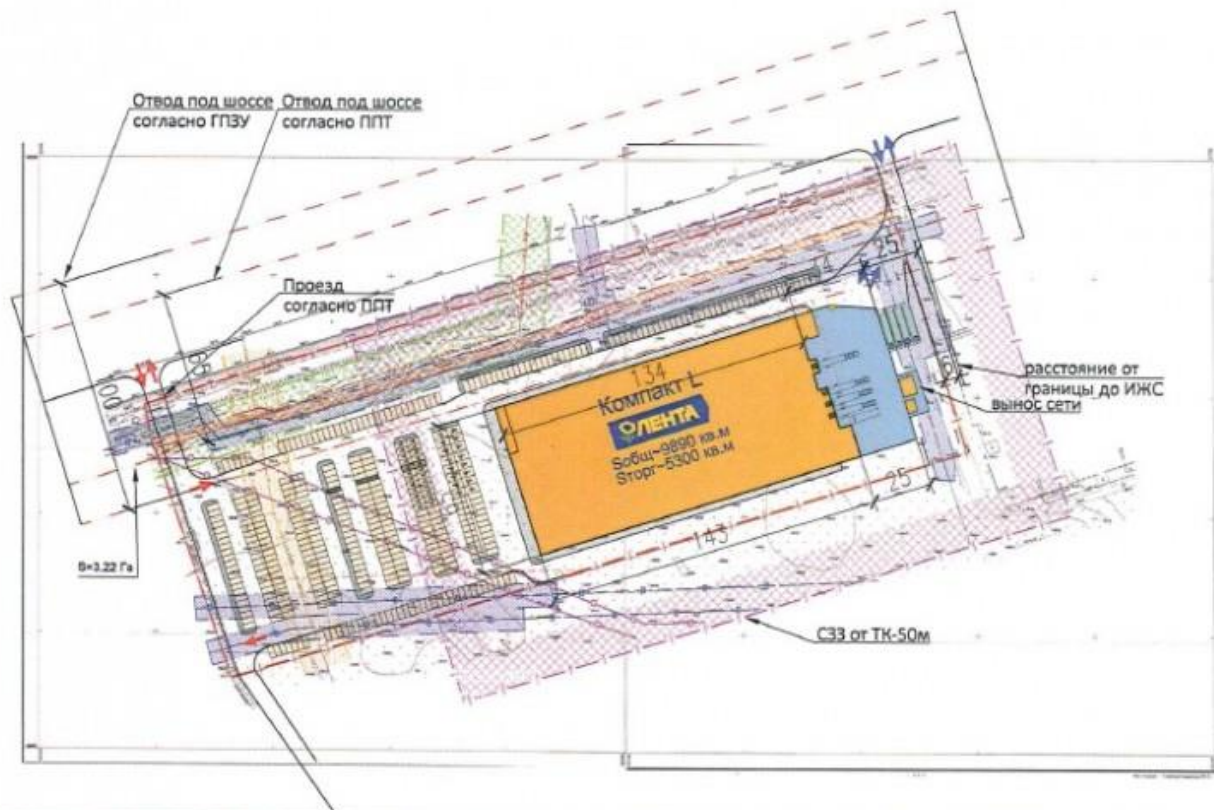 Отвод под шоссе
согласно ГПЗУ
Отвод под шоссе
согласно ППТ
Проезд
согласно ППТ
25
134
Компакт L
ЛЕНТА
Sобщ~9890 кв.м
Sторг~5300 кв.м
расстояние от
границы до ИЖС
вынос сети
25
143
S=3.22 Га
СЗЗ от ТК-50м